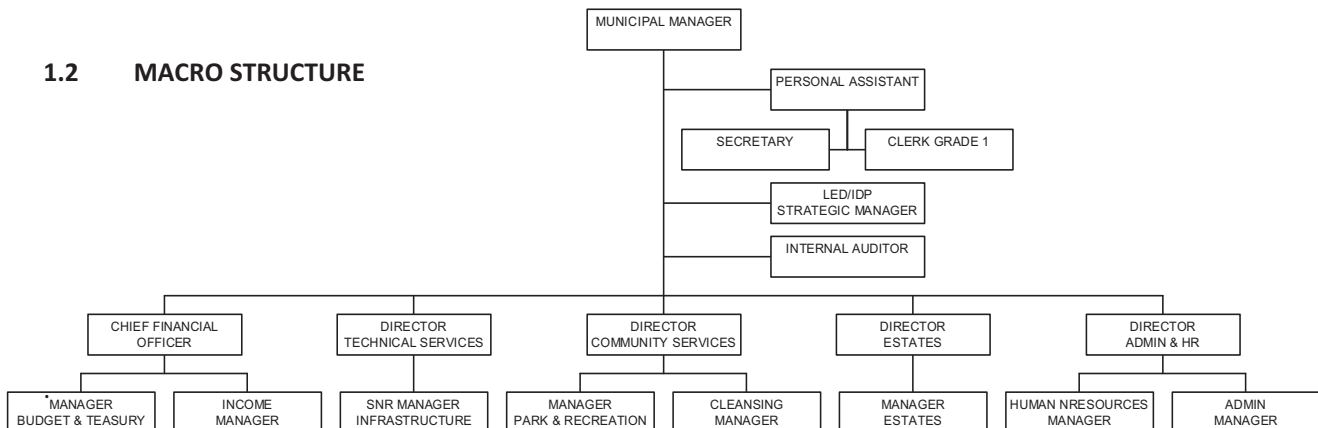 MUNICIPAL MANAGER
1.2 MACRO STRUCTURE
PERSONAL ASSISTANT
SECRETARY
CLERK GRADE 1
LED/IDP
STRATEGIC MANAGER
INTERNAL AUDITOR
CHIEF FINANCIAL
OFFICER
DIRECTOR
TECHNICAL SERVICES
DIRECTOR
COMMUNITY SERVICES
DIRECTOR
ESTATES
DIRECTOR
ADMIN & HR
MANAGER
BUDGET & TEASURY
INCOME
MANAGER
SNR MANAGER
INFRASTRUCTURE
MANAGER
PARK & RECREATION
CLEANSING
MANAGER
MANAGER
ESTATES
HUMAN NRESOURCES
MANAGER
ADMIN
MANAGER